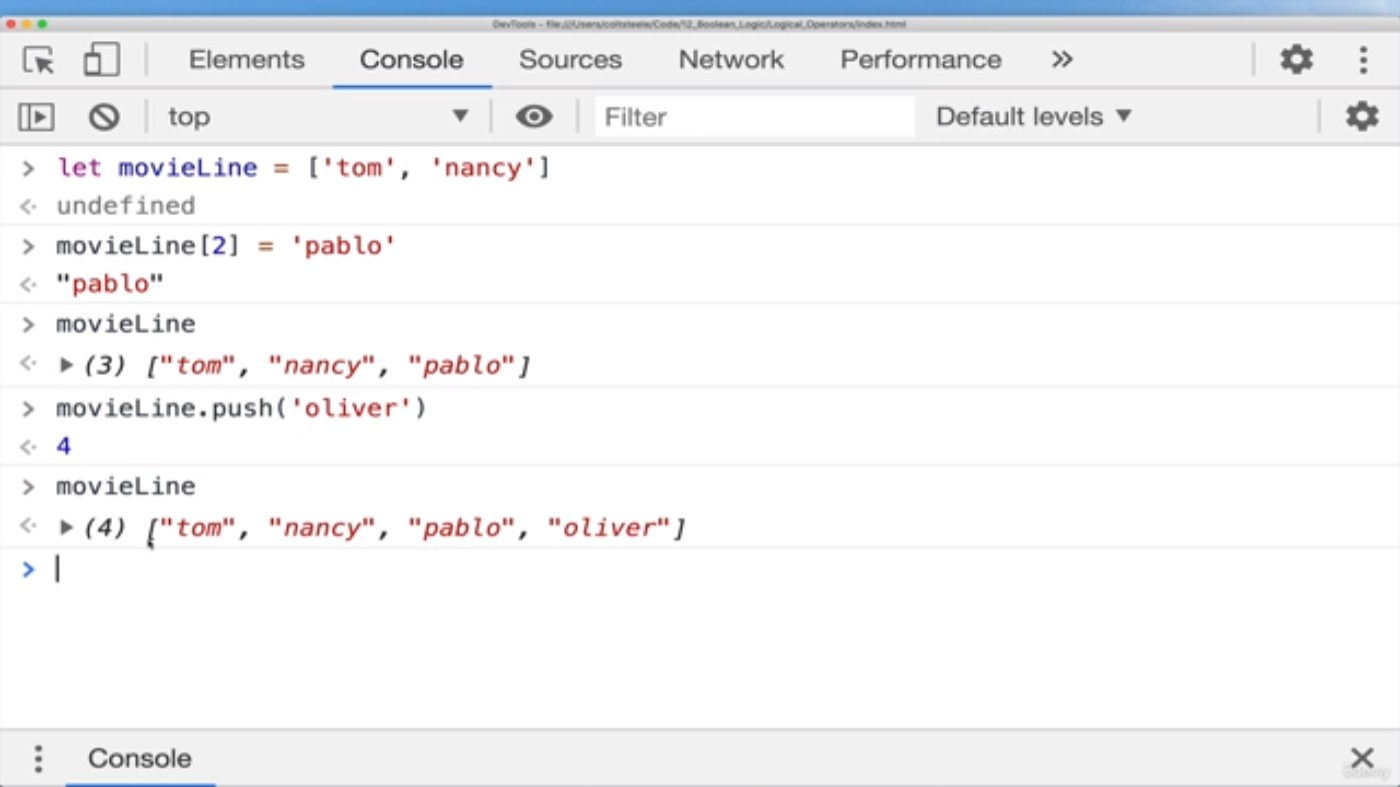 DevTools - file:///Users/coltsteele/Code/12_Boolean_Logic/Logical_Operators/index.html
Elements Console Sources Network Performance »
top ▼ Filter Default levels ▼
> let movieLine = ['tom', 'nancy']
<· undefined
> movieLine[2] = 'pablo'
<· "pablo"
> movieLine
<· ▶ (3) ["tom", "nancy", "pablo"]
> movieLine.push('oliver')
<· 4
> movieLine
<· ▶ (4) ["tom", "nancy", "pablo", "oliver"]
>
Console
udemy